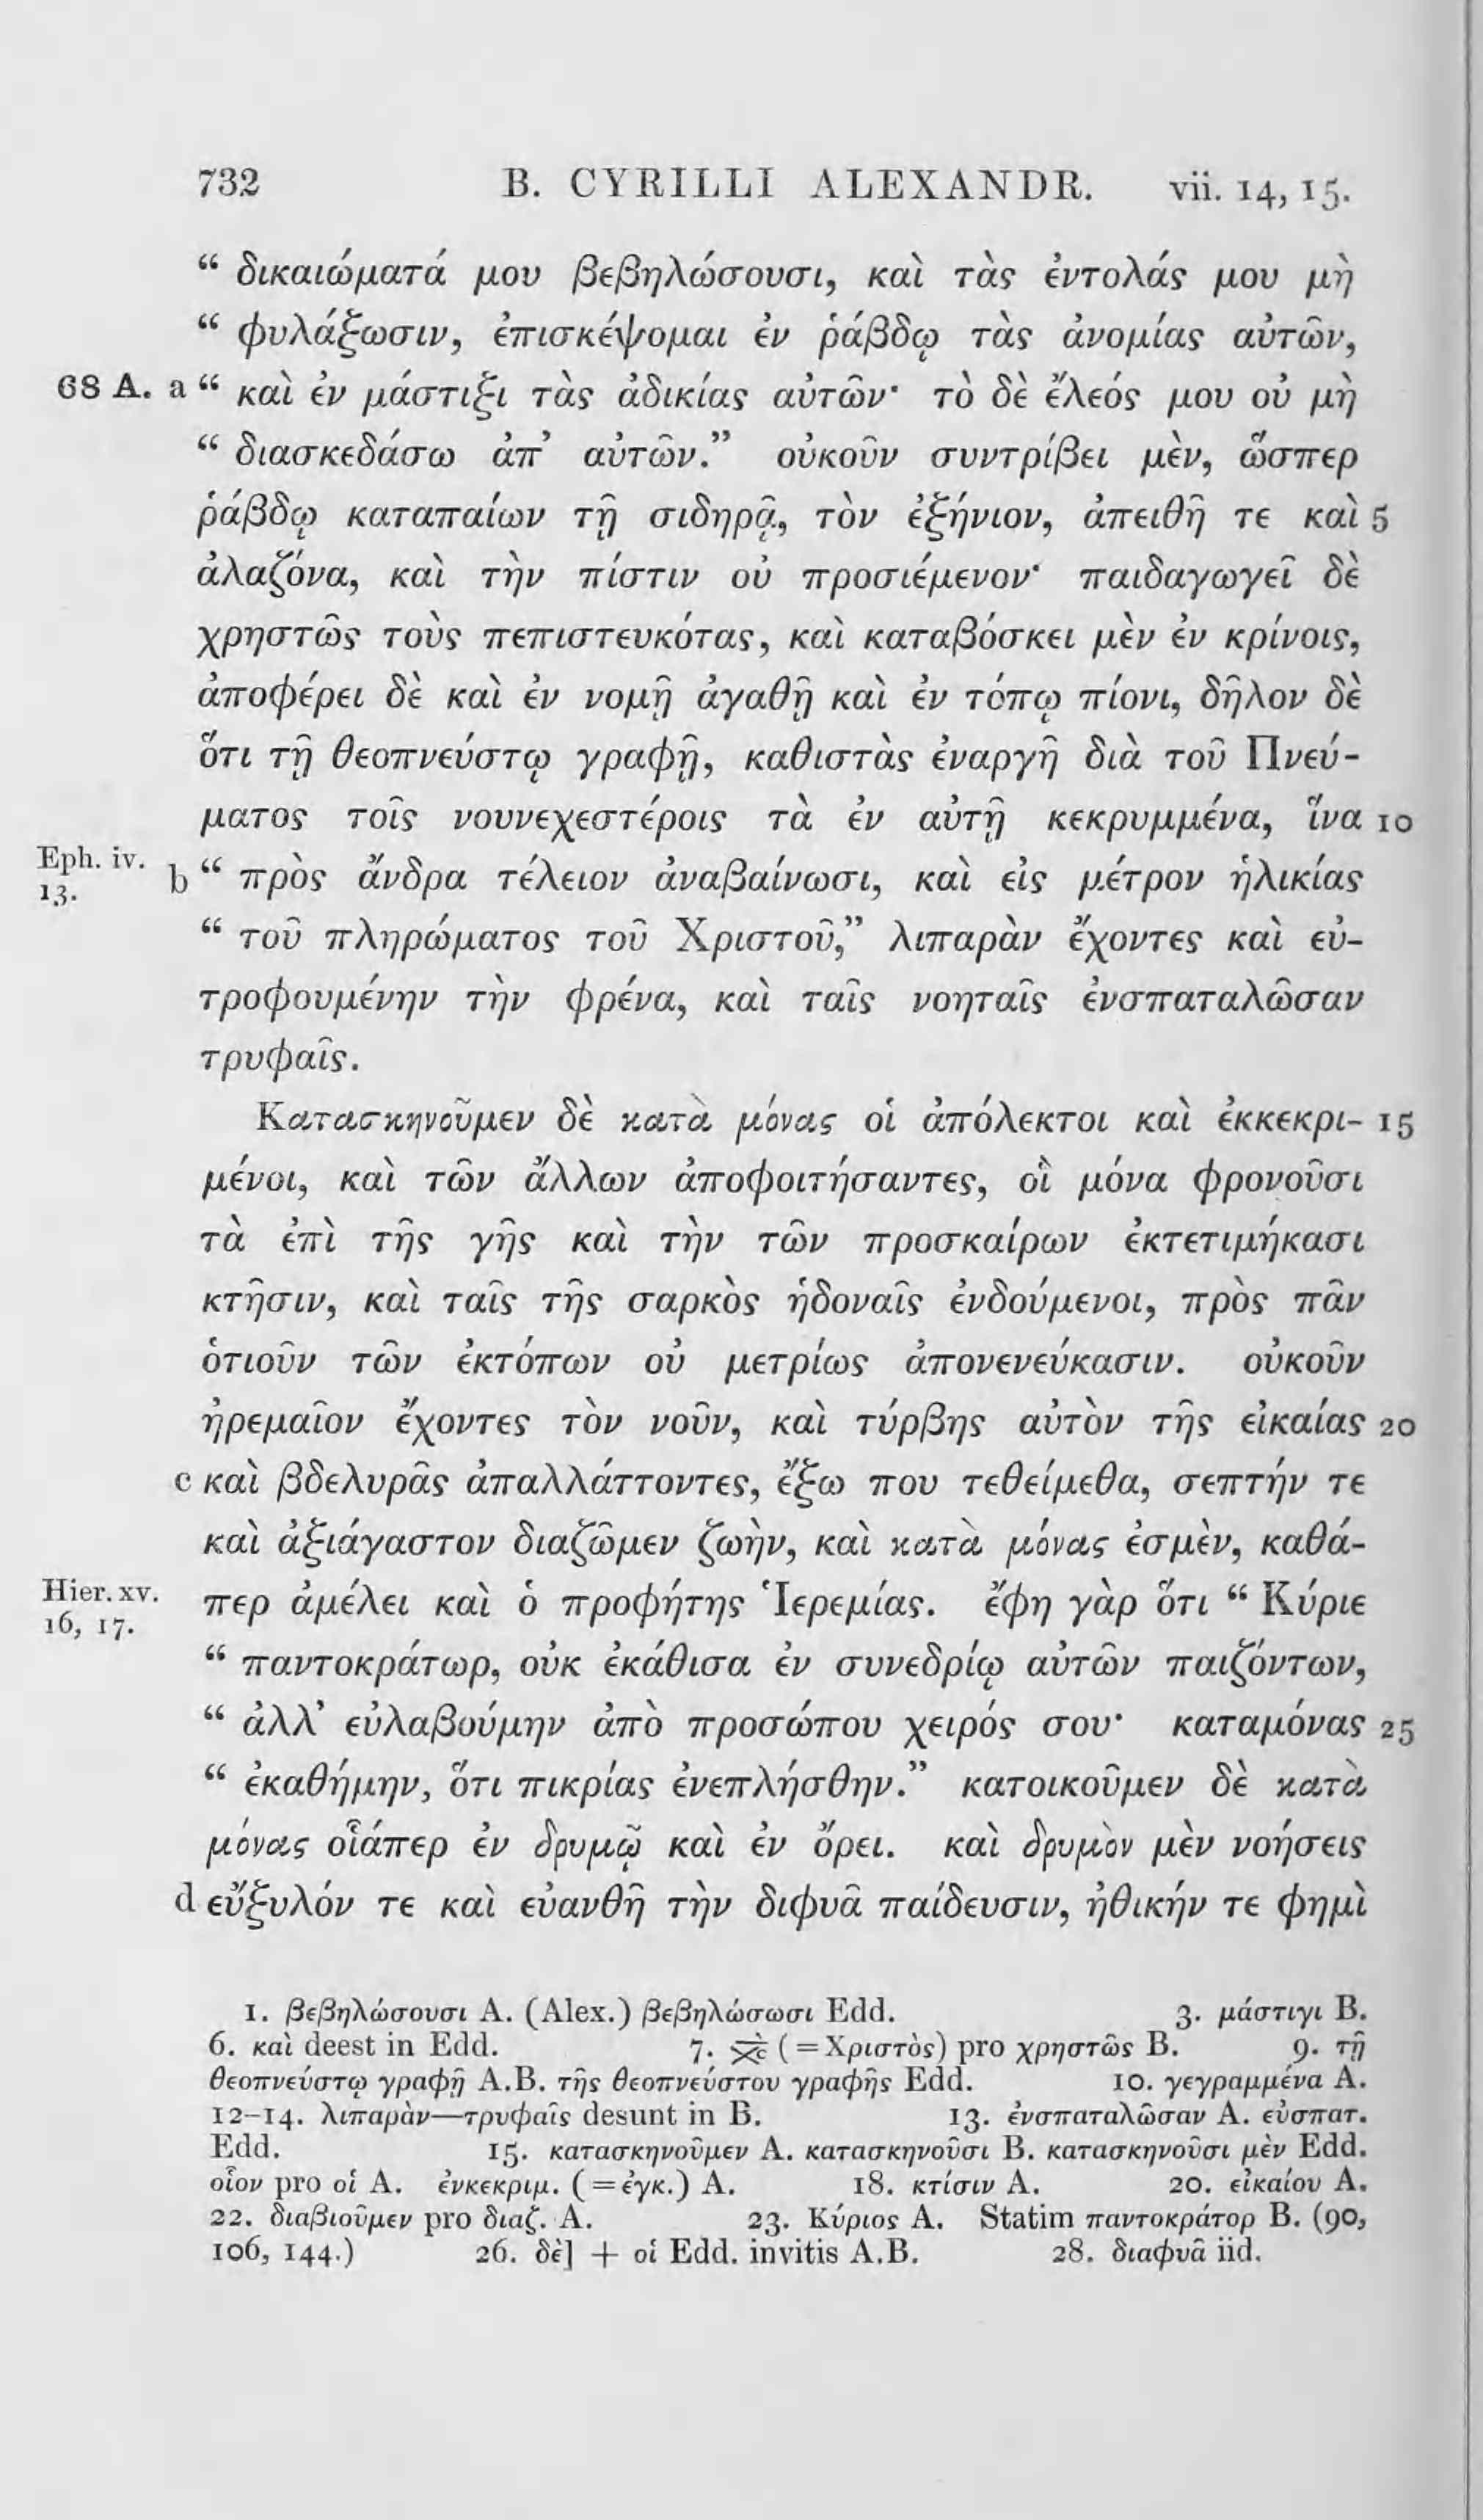 732 B. CYRILLI ALEXANDR. vii. 14, 15.
“ δικαιώματά μου βεβηλώσουσι, καὶ τὰς ἐντολάς μου μὴ
“ φυλάξωσιν, ἐπισκέψομαι ἐν ῥάβδῳ τὰς ἀνομίας αὐτῶν,
68 A. a “ καὶ ἐν μάστιξι τὰς ἀδικίας αὐτῶν· τὸ δὲ ἔλεός μου οὐ μὴ
“ διασκεδάσω ἀπ’ αὐτῶν.” οὐκοῦν συντρίβει μὲν, ὥσπερ
ῥάβδῳ καταπαίων τῇ σιδηρᾷ, τὸν ἐξήνιον, ἀπειθῆ τε καὶ 5
ἀλαζόνα, καὶ τὴν πίστιν οὐ προσιέμενον· παιδαγωγεῖ δὲ
χρηστῶς τοὺς πεπιστευκότας, καὶ καταβόσκει μὲν ἐν κρίνοις,
ἀποφέρει δὲ καὶ ἐν νομῇ ἀγαθῇ καὶ ἐν τόπῳ πίονι, δῆλον δὲ
ὅτι τῇ θεοπνεύστῳ γραφῇ, καθιστὰς ἐναργῆ διὰ τοῦ Πνεύ-
ματος τοῖς νουνεχεστέροις τὰ ἐν αὐτῇ κεκρυμμένα, ἵνα 10
Eph. iv. 13. b “ πρὸς ἄνδρα τέλειον ἀναβαίνωσι, καὶ εἰς μέτρον ἡλικίας
“ τοῦ πληρώματος τοῦ Χριστοῦ,” λιπαρὰν ἔχοντες καὶ εὐ-
τροφουμένην τὴν φρένα, καὶ ταῖς νοηταῖς ἐνσπαταλῶσαν
τρυφαῖς.
Κατασκηνοῦμεν δὲ κατὰ μόνας οἱ ἀπόλεκτοι καὶ ἐκκεκρι- 15
μένοι, καὶ τῶν ἄλλων ἀποφοιτήσαντες, οἳ μόνα φρονοῦσι
τὰ ἐπὶ τῆς γῆς καὶ τὴν τῶν προσκαίρων ἐκτετιμήκασι
κτῆσιν, καὶ ταῖς τῆς σαρκὸς ἡδοναῖς ἐνδούμενοι, πρὸς πᾶν
ὁτιοῦν τῶν ἐκτόπων οὐ μετρίως ἀπονενεύκασιν. οὐκοῦν
ἠρεμαῖον ἔχοντες τὸν νοῦν, καὶ τύρβης αὐτὸν τῆς εἰκαίας 20
c καὶ βδελυρᾶς ἀπαλλάττοντες, ἔξω που τεθείμεθα, σεπτήν τε
καὶ ἀξιάγαστον διαζῶμεν ζωὴν, καὶ κατὰ μόνας ἐσμὲν, καθά-
Hier. xv. 16, 17. περ ἀμέλει καὶ ὁ προφήτης Ἱερεμίας. ἔφη γὰρ ὅτι “ Κύριε
“ παντοκράτωρ, οὐκ ἐκάθισα ἐν συνεδρίῳ αὐτῶν παιζόντων,
“ ἀλλ’ εὐλαβούμην ἀπὸ προσώπου χειρός σου· καταμόνας 25
“ ἐκαθήμην, ὅτι πικρίας ἐνεπλήσθην.” κατοικοῦμεν δὲ κατὰ
μόνας οἷάπερ ἐν δρυμῷ καὶ ἐν ὄρει. καὶ δρυμὸν μὲν νοήσεις
d εὔξυλόν τε καὶ εὐανθῆ τὴν διφυᾶ παίδευσιν, ἠθικήν τε φημὶ
1. βεβηλώσουσι A. (Alex.) βεβηλώσωσι Edd. 3. μάστιγι B.
6. καὶ deest in Edd. 7. χς (= Χριστὸς) pro χρηστῶς B. 9. τῇ
θεοπνεύστῳ γραφῇ A.B. τῆς θεοπνεύστου γραφῆς Edd. 10. γεγραμμένα A.
12–14. λιπαρὰν—τρυφαῖς desunt in B. 13. ἐνσπαταλῶσαν A. εὐσπατ.
Edd. 15. κατασκηνοῦμεν A. κατασκηνοῦσι B. κατασκηνοῦσι μὲν Edd.
οἷον pro οἱ A. ἐνκεκριμ. (= ἐγκ.) A. 18. κτίσιν A. 20. εἰκαίου A.
22. διαβιοῦμεν pro διαζ. A. 23. Κύριος A. Statim παντοκράτορ B. (90,
106, 144.) 26. δὲ] + οἱ Edd. invitis A.B. 28. διαφυᾶ iid.